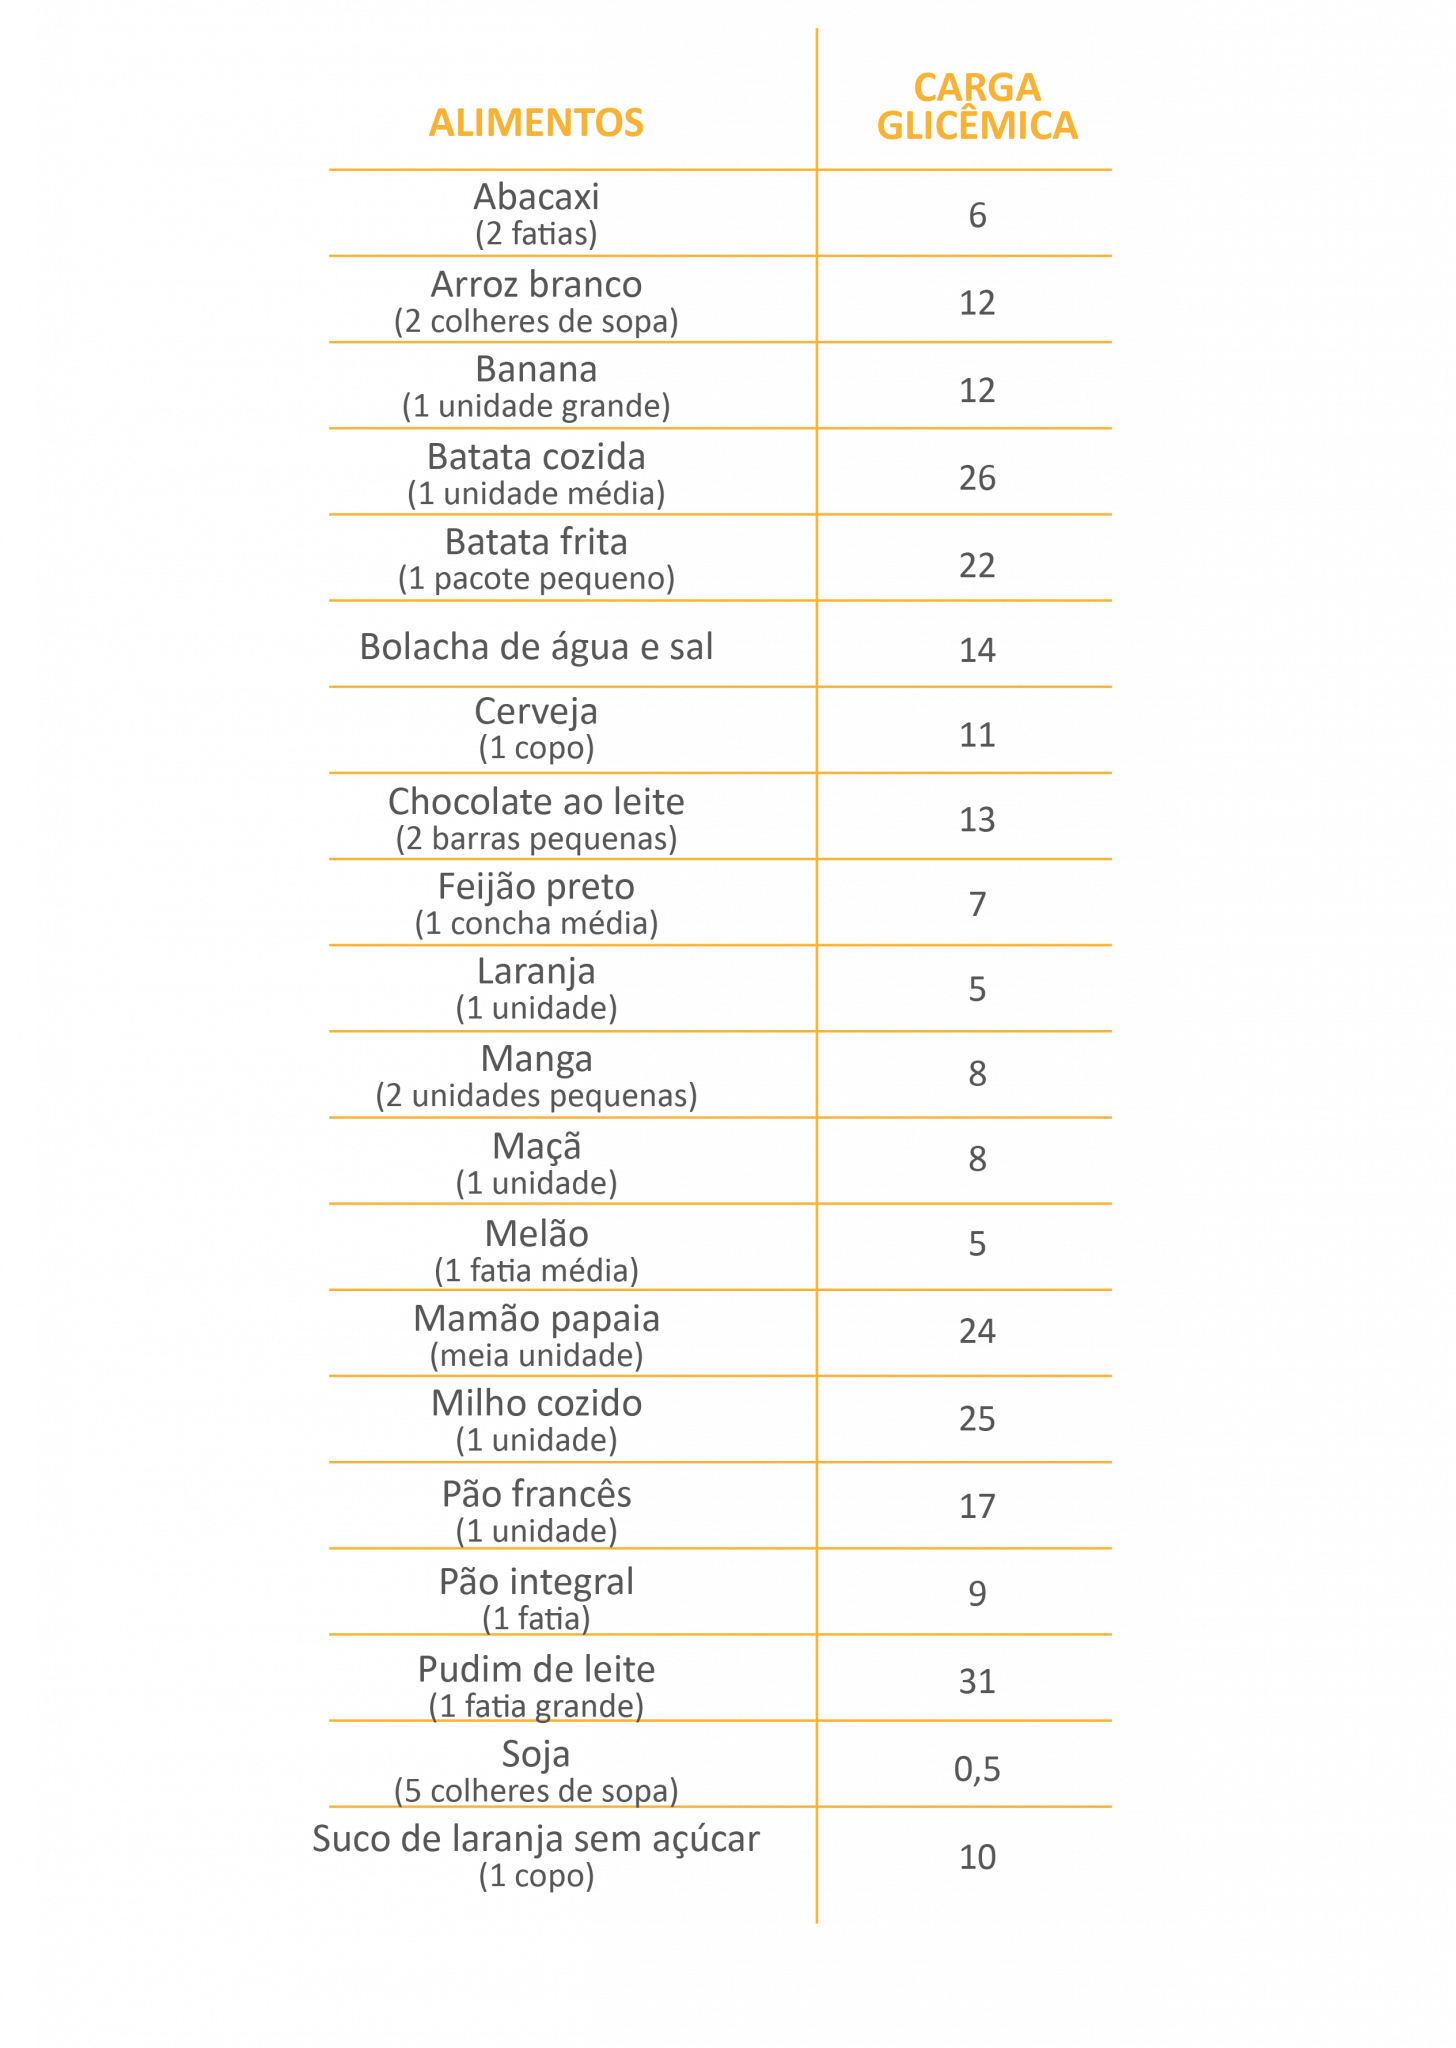 ALIMENTOS
CARGA
GLICÊMICA
Abacaxi
(2 fatias)
6
Arroz branco
(2 colheres de sopa)
12
Banana
(1 unidade grande)
12
Batata cozida
(1 unidade média)
26
Batata frita
(1 pacote pequeno)
22
Bolacha de água e sal
14
Cerveja
(1 copo)
11
Chocolate ao leite
(2 barras pequenas)
13
Feijão preto
(1 concha média)
7
Laranja
(1 unidade)
5
Manga
(2 unidades pequenas)
8
Maçã
(1 unidade)
8
Melão
(1 fatia média)
5
Mamão papaia
(meia unidade)
24
Milho cozido
(1 unidade)
25
Pão francês
(1 unidade)
17
Pão integral
(1 fatia)
9
Pudim de leite
(1 fatia grande)
31
Soja
(5 colheres de sopa)
0,5
Suco de laranja sem açúcar
(1 copo)
10